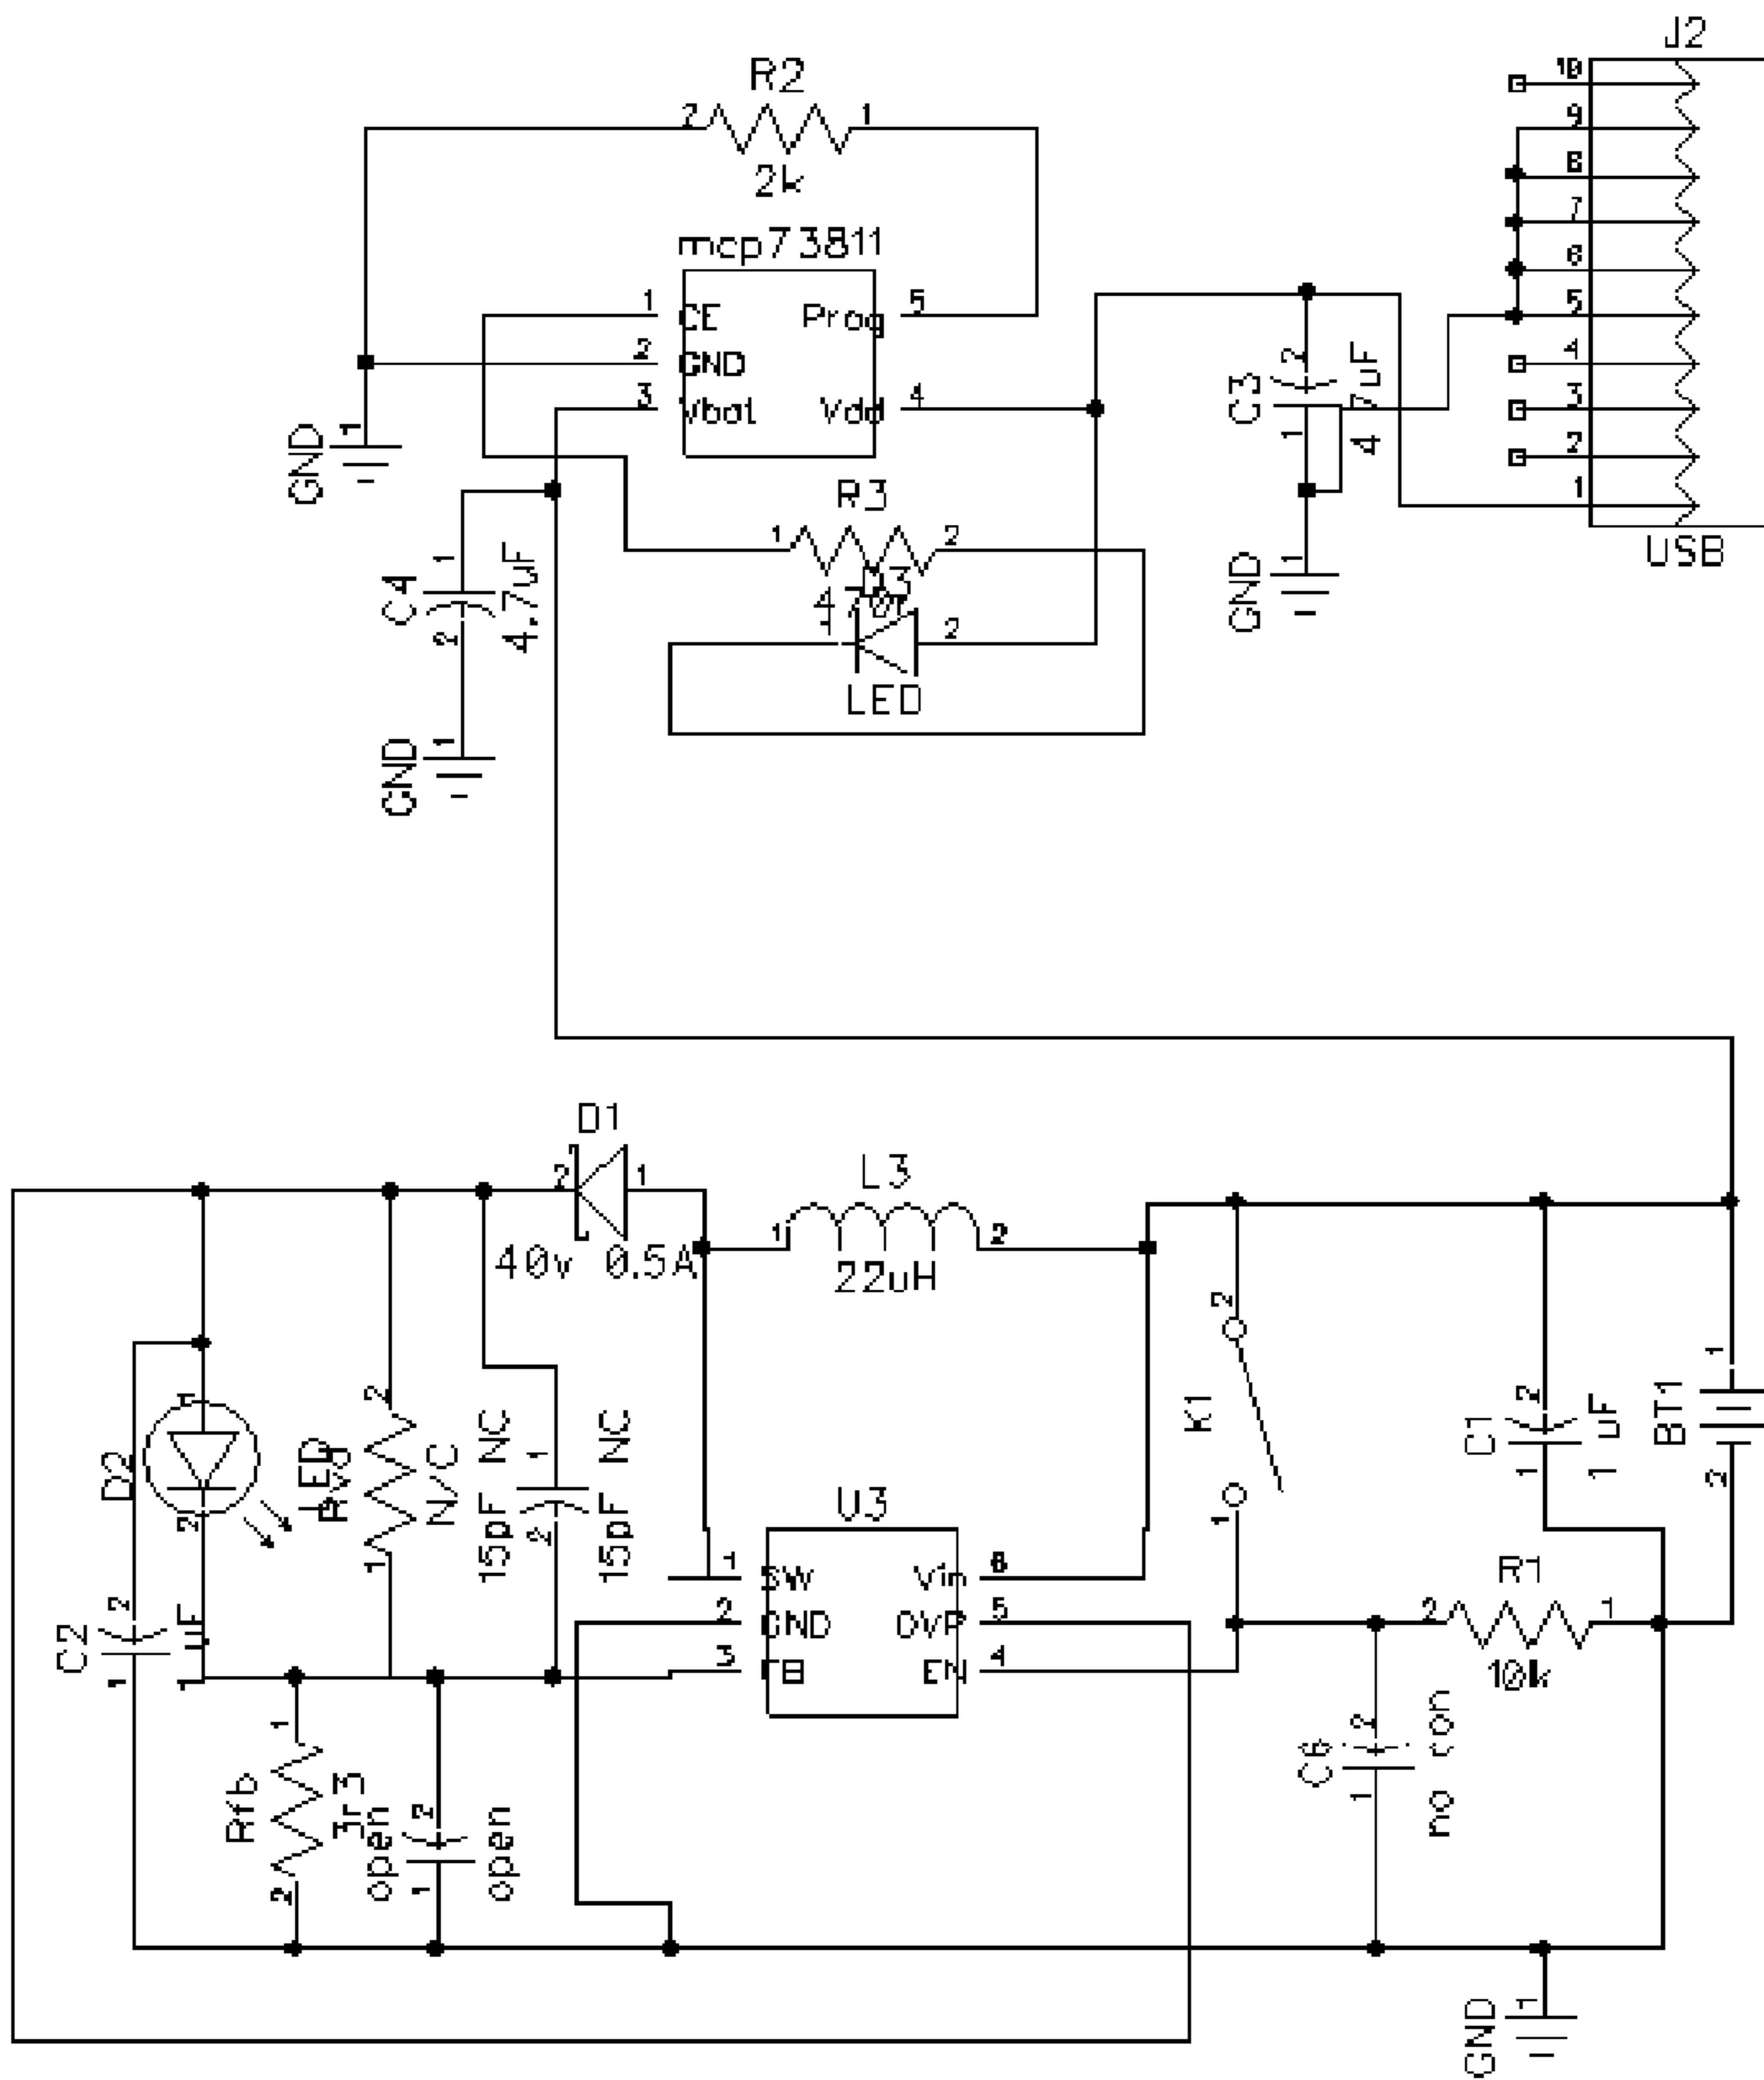 J2
10
9
8
7
6
5
4
3
2
1
USB
R2
2 1
2k
mcp73811
1 CE Prog 5
2 GND
3 Vbat Vdd 4
GND 1
R3
1 2
D3
1 2
LED
C3
2
1
4.7uF
GND 1
C4
1
2
4.7uF
GND 1
D1
2 1
40v 0.5A
L3
1 2
22uH
K1
2
1
C1
2
1
1 uF
BT1
1
2
D2
1
2
LED
2
1
N/C
15pF NC
1
2
15pF NC
U3
1 SW Vin 6
2 GND OVP 5
3 FB EN 4
R1
2 1
10k
C2
2
1
1 uF
Rfb
1
2
3r3
open
2
1
open
C6
2
1
no con
GND 1